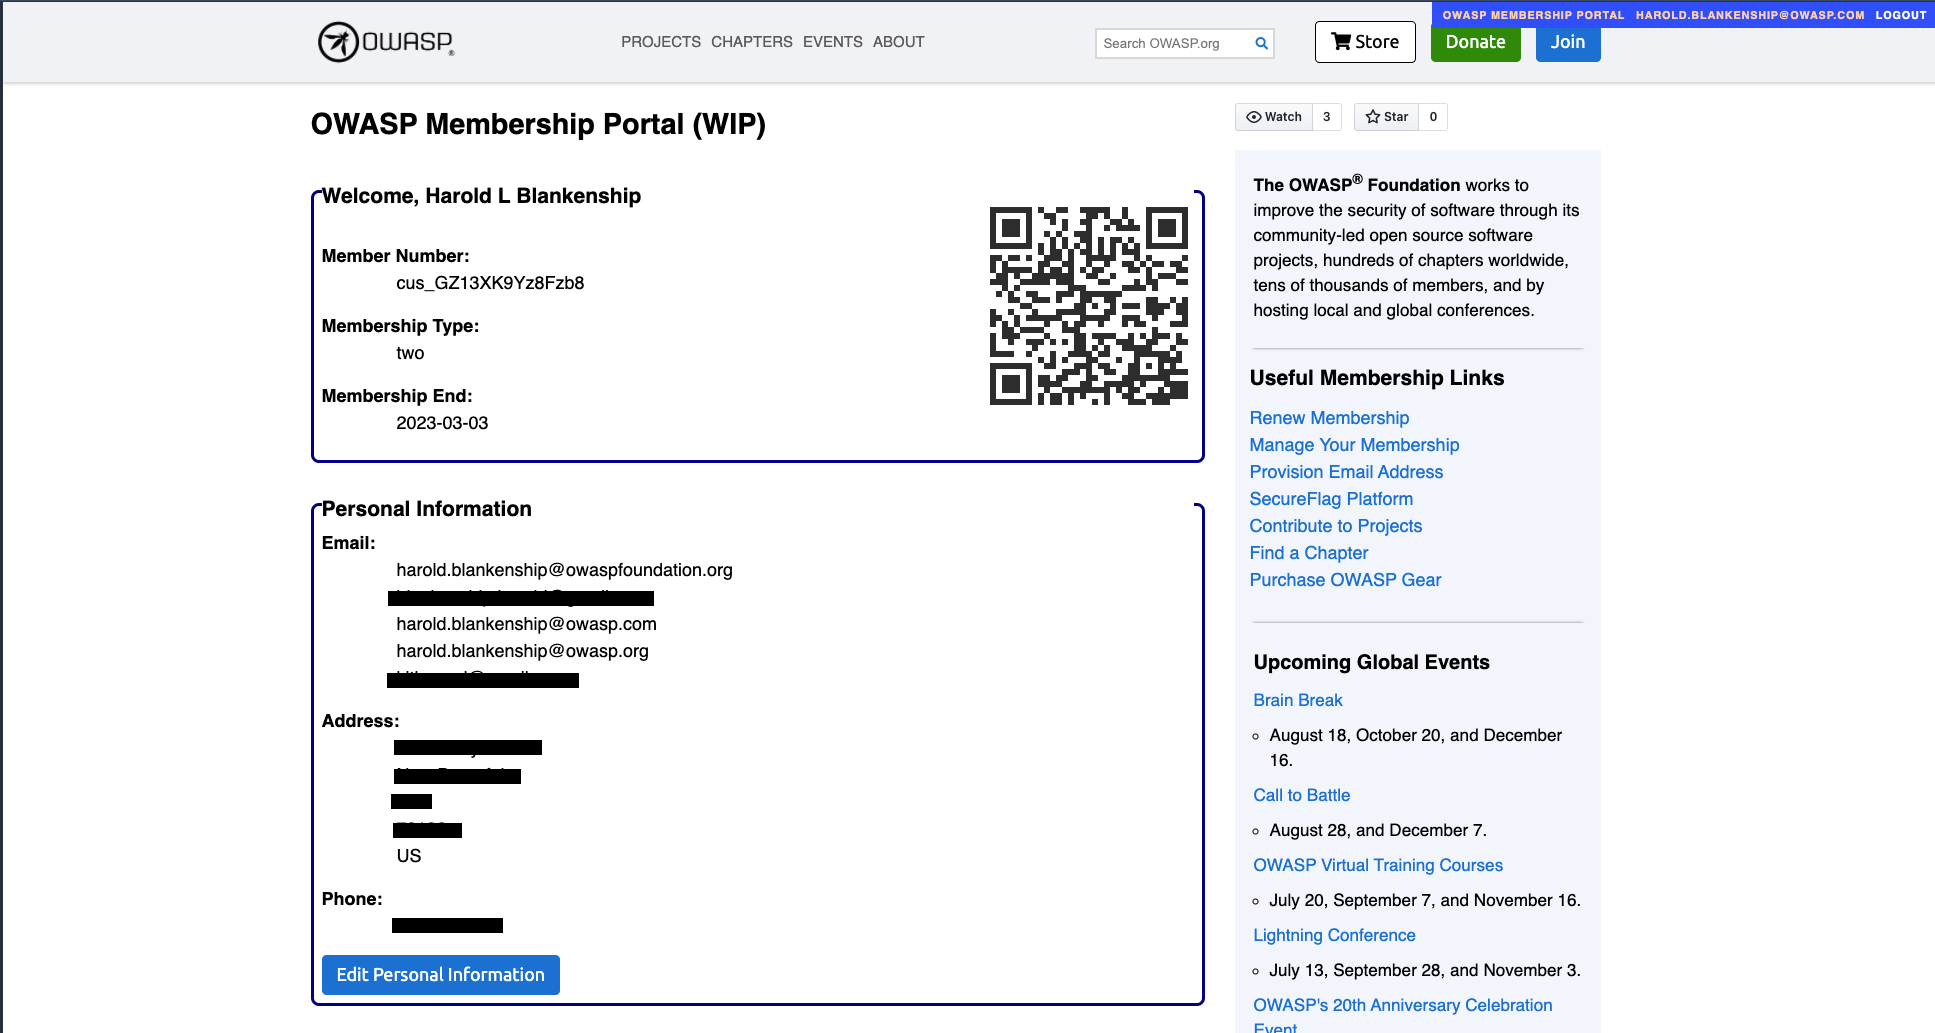 OWASP MEMBERSHIP PORTAL HAROLD.BLANKENSHIP@OWASP.COM LOGOUT
OWASP®
PROJECTS CHAPTERS EVENTS ABOUT
Search OWASP.org
Store
Donate
Join
OWASP Membership Portal (WIP)
Welcome, Harold L Blankenship
Member Number:
cus_GZ13XK9Yz8Fzb8
Membership Type:
two
Membership End:
2023-03-03
Personal Information
Email:
harold.blankenship@owaspfoundation.org
harold.blankenship@owasp.com
harold.blankenship@owasp.org
Address:
US
Phone:
Edit Personal Information
Watch 3
Star 0
The OWASP® Foundation works to
improve the security of software through its
community-led open source software
projects, hundreds of chapters worldwide,
tens of thousands of members, and by
hosting local and global conferences.
Useful Membership Links
Renew Membership
Manage Your Membership
Provision Email Address
SecureFlag Platform
Contribute to Projects
Find a Chapter
Purchase OWASP Gear
Upcoming Global Events
Brain Break
August 18, October 20, and December
16.
Call to Battle
August 28, and December 7.
OWASP Virtual Training Courses
July 20, September 7, and November 16.
Lightning Conference
July 13, September 28, and November 3.
OWASP's 20th Anniversary Celebration
Event